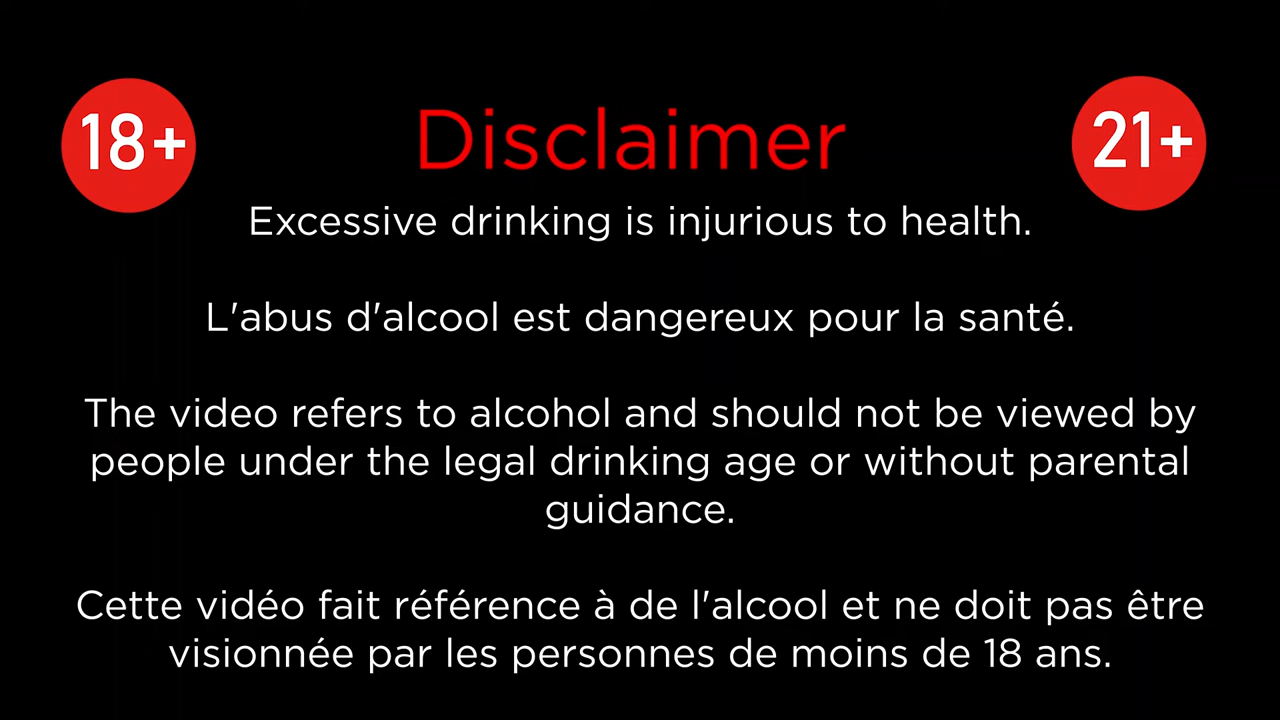 18+
Disclaimer
21+
Excessive drinking is injurious to health.
L'abus d'alcool est dangereux pour la santé.
The video refers to alcohol and should not be viewed by
people under the legal drinking age or without parental
guidance.
Cette vidéo fait référence à de l'alcool et ne doit pas être
visionnée par les personnes de moins de 18 ans.